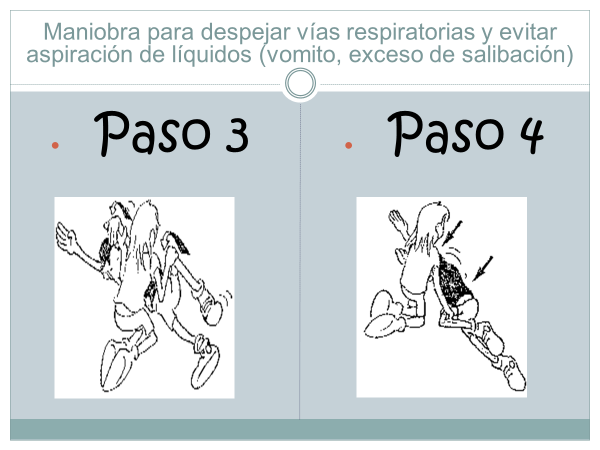 Maniobra para despejar vías respiratorias y evitar
aspiración de líquidos (vomito, exceso de salibación)
• Paso 3
• Paso 4